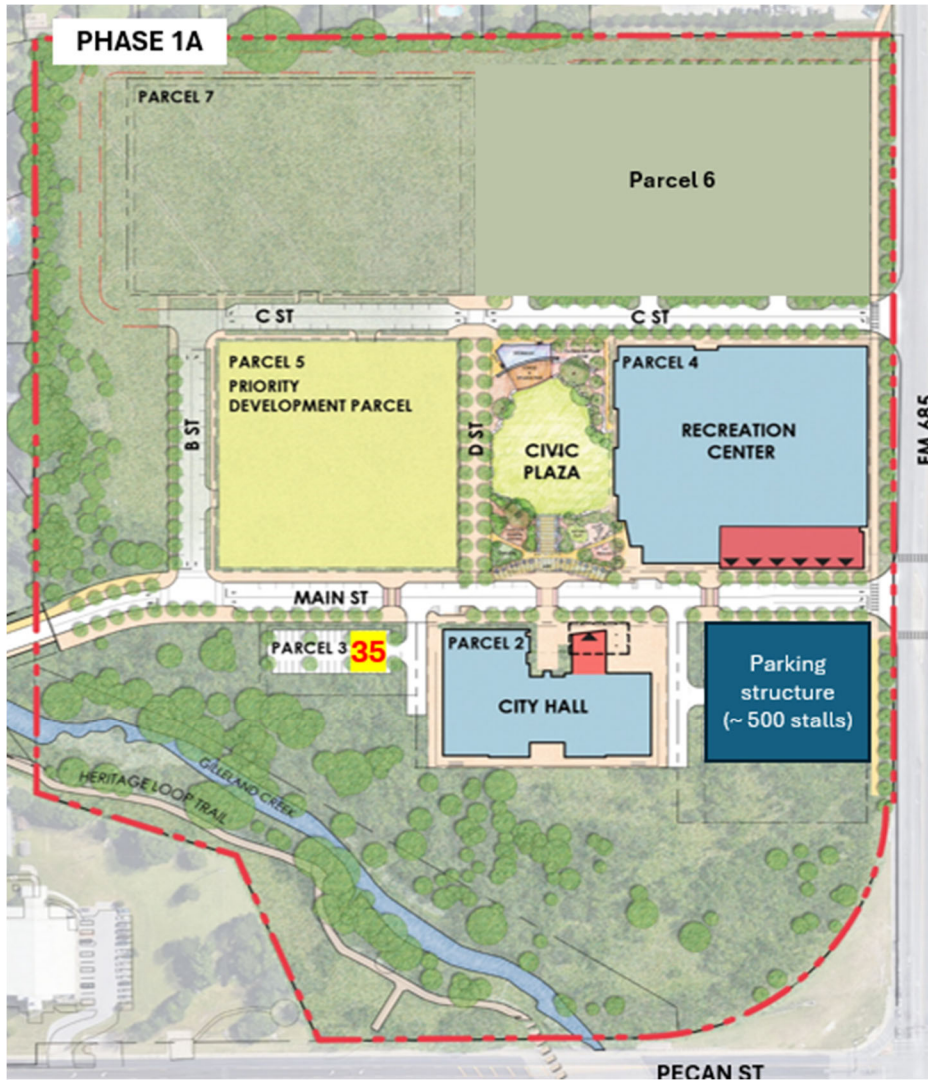 PHASE 1A
PARCEL 7
Parcel 6
C ST
C ST
PARCEL 5
PRIORITY
DEVELOPMENT PARCEL
B ST
D ST
CIVIC
PLAZA
PARCEL 4
RECREATION
CENTER
FM 685
MAIN ST
PARCEL 3
35
PARCEL 2
CITY HALL
Parking
structure
(~ 500 stalls)
GILLELAND CREEK
HERITAGE LOOP TRAIL
PECAN ST